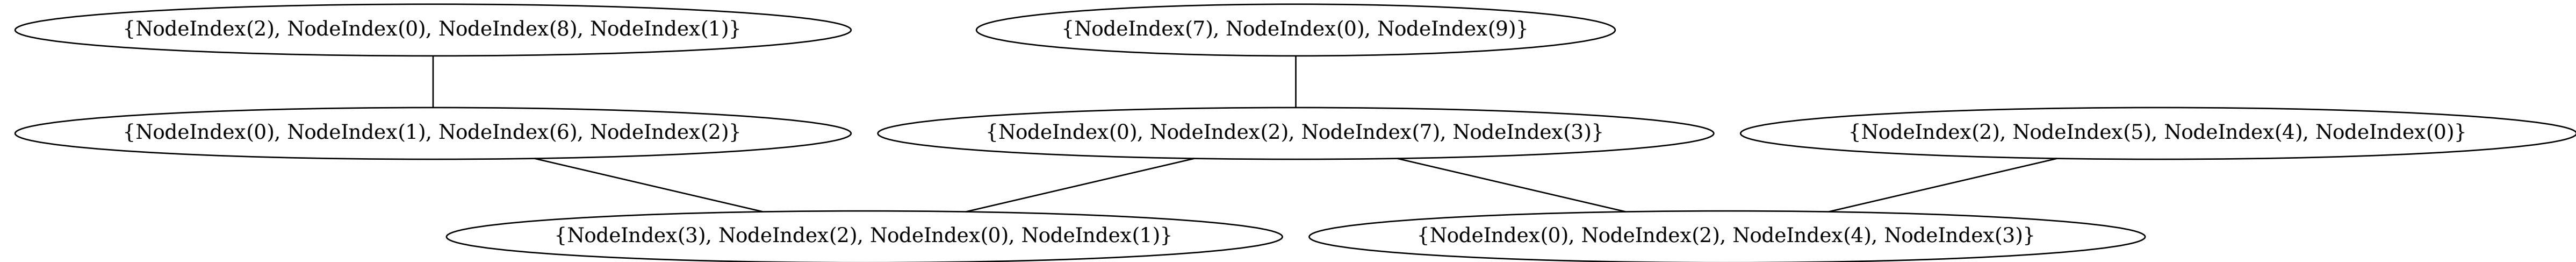 {NodeIndex(2), NodeIndex(0), NodeIndex(8), NodeIndex(1)}
{NodeIndex(7), NodeIndex(0), NodeIndex(9)}
{NodeIndex(0), NodeIndex(1), NodeIndex(6), NodeIndex(2)}
{NodeIndex(0), NodeIndex(2), NodeIndex(7), NodeIndex(3)}
{NodeIndex(2), NodeIndex(5), NodeIndex(4), NodeIndex(0)}
{NodeIndex(3), NodeIndex(2), NodeIndex(0), NodeIndex(1)}
{NodeIndex(0), NodeIndex(2), NodeIndex(4), NodeIndex(3)}